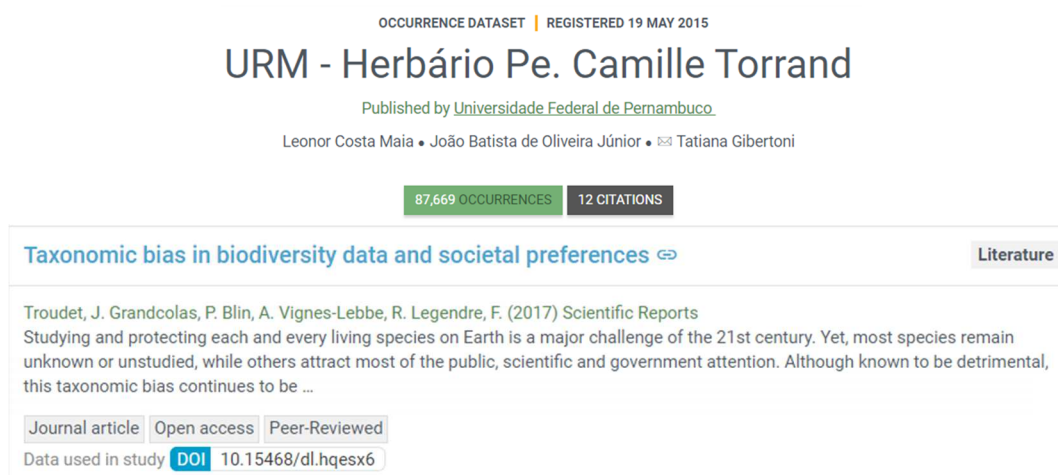 OCCURRENCE DATASET | REGISTERED 19 MAY 2015
URM - Herbário Pe. Camille Torrand
Published by Universidade Federal de Pernambuco
Leonor Costa Maia • João Batista de Oliveira Júnior • Tatiana Gibertoni
87,669 OCCURRENCES 12 CITATIONS
Taxonomic bias in biodiversity data and societal preferences Literature
Troudet, J. Grandcolas, P. Blin, A. Vignes-Lebbe, R. Legendre, F. (2017) Scientific Reports
Studying and protecting each and every living species on Earth is a major challenge of the 21st century. Yet, most species remain
unknown or unstudied, while others attract most of the public, scientific and government attention. Although known to be detrimental,
this taxonomic bias continues to be ...
Journal article Open access Peer-Reviewed
Data used in study DOI 10.15468/dl.hqesx6